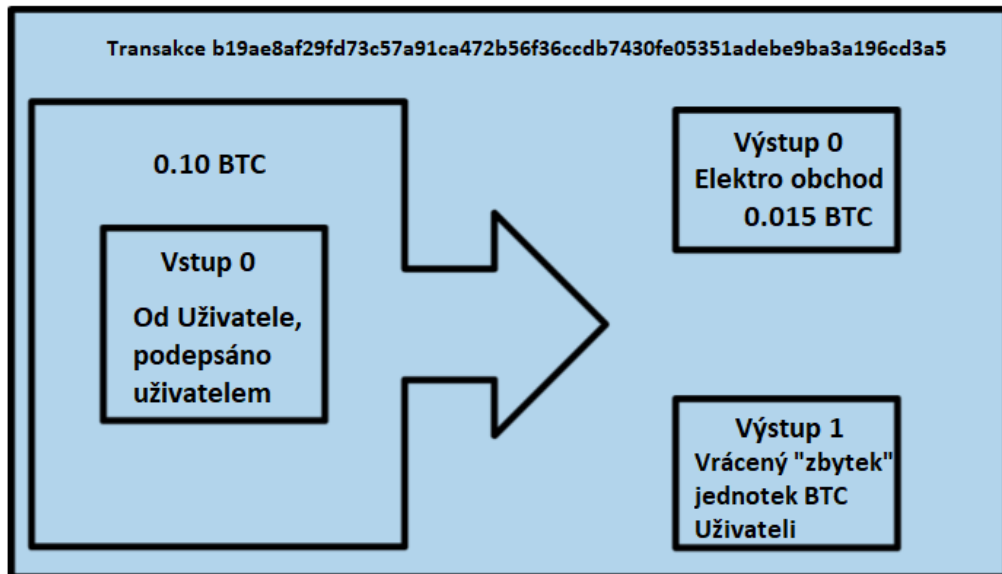 Transakce b19ae8af29fd73c57a91ca472b56f36ccdb7430fe05351adebe9ba3a196cd3a5
0.10 BTC
Vstup 0
Od Uživatele,
podepsáno
uživatelem
Výstup 0
Elektro obchod
0.015 BTC
Výstup 1
Vrácený "zbytek"
jednotek BTC
Uživateli